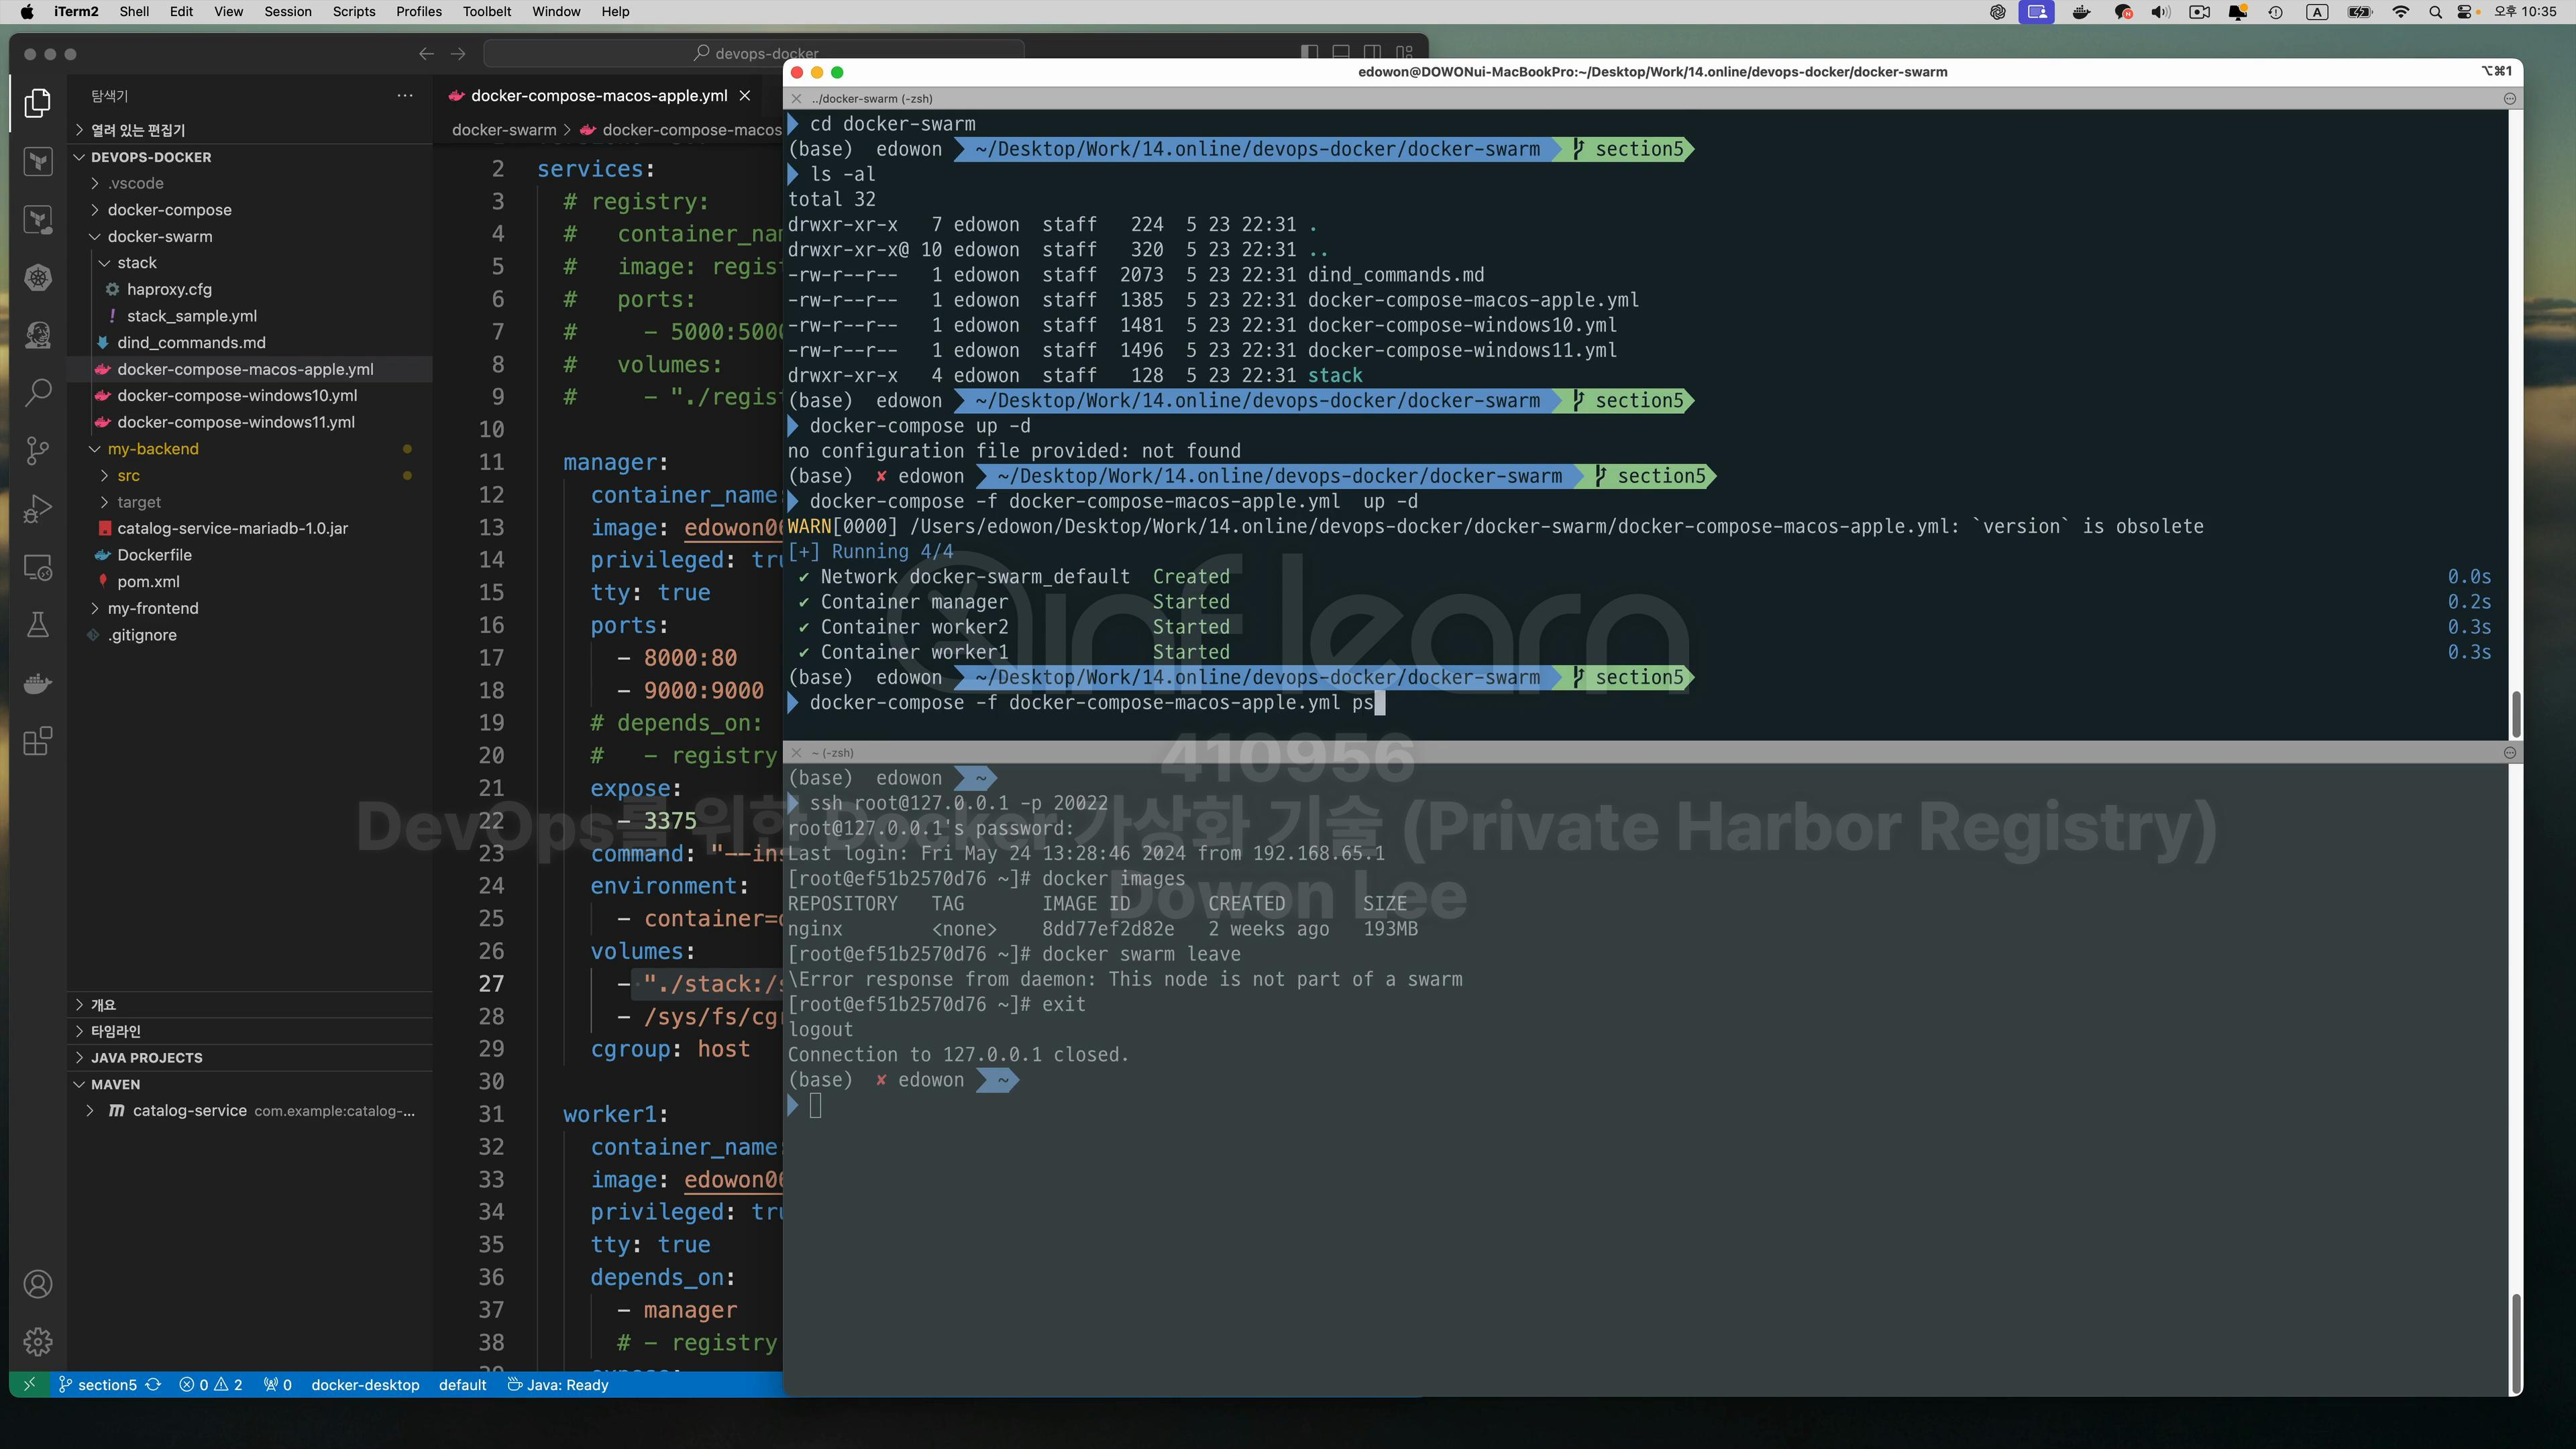 iTerm2 Shell Edit View Session Scripts Profiles Toolbelt Window Help
A 오후 10:35
devops-docker
탐색기
열려 있는 편집기
DEVOPS-DOCKER
.vscode
docker-compose
docker-swarm
stack
haproxy.cfg
! stack_sample.yml
dind_commands.md
docker-compose-macos-apple.yml
docker-compose-windows10.yml
docker-compose-windows11.yml
my-backend
src
target
catalog-service-mariadb-1.0.jar
Dockerfile
pom.xml
my-frontend
.gitignore
개요
타임라인
JAVA PROJECTS
MAVEN
catalog-service com.example:catalog-...
section5 0 2 0 docker-desktop default Java: Ready
docker-compose-macos-apple.yml
docker-swarm > docker-compose-macos
2 services:
3 # registry:
4 # container_nam
5 # image: regist
6 # ports:
7 # - 5000:5000
8 # volumes:
9 # - "./regist
10
11 manager:
12 container_name:
13 image: edowon06
14 privileged: tru
15 tty: true
16 ports:
17 - 8000:80
18 - 9000:9000
19 # depends_on:
20 # - registry
21 expose:
22 - 3375
23 command: "--ins
24 environment:
25 - container=d
26 volumes:
27 - "./stack:/s
28 - /sys/fs/cgr
29 cgroup: host
30
31 worker1:
32 container_name:
33 image: edowon06
34 privileged: tru
35 tty: true
36 depends_on:
37 - manager
38 # - registry
edowon@DOWONui-MacBookPro:~/Desktop/Work/14.online/devops-docker/docker-swarm
⌥⌘1
../docker-swarm (-zsh)
cd docker-swarm
(base) edowon ~/Desktop/Work/14.online/devops-docker/docker-swarm section5
ls -al
total 32
drwxr-xr-x 7 edowon staff 224 5 23 22:31 .
drwxr-xr-x@ 10 edowon staff 320 5 23 22:31 ..
-rw-r--r-- 1 edowon staff 2073 5 23 22:31 dind_commands.md
-rw-r--r-- 1 edowon staff 1385 5 23 22:31 docker-compose-macos-apple.yml
-rw-r--r-- 1 edowon staff 1481 5 23 22:31 docker-compose-windows10.yml
-rw-r--r-- 1 edowon staff 1496 5 23 22:31 docker-compose-windows11.yml
drwxr-xr-x 4 edowon staff 128 5 23 22:31 stack
(base) edowon ~/Desktop/Work/14.online/devops-docker/docker-swarm section5
docker-compose up -d
no configuration file provided: not found
(base) ✘ edowon ~/Desktop/Work/14.online/devops-docker/docker-swarm section5
docker-compose -f docker-compose-macos-apple.yml up -d
WARN[0000] /Users/edowon/Desktop/Work/14.online/devops-docker/docker-swarm/docker-compose-macos-apple.yml: `version` is obsolete
[+] Running 4/4
✔ Network docker-swarm_default Created 0.0s
✔ Container manager Started 0.2s
✔ Container worker2 Started 0.3s
✔ Container worker1 Started 0.3s
(base) edowon ~/Desktop/Work/14.online/devops-docker/docker-swarm section5
docker-compose -f docker-compose-macos-apple.yml ps
~ (-zsh)
(base) edowon ~
ssh root@127.0.0.1 -p 20022
root@127.0.0.1's password:
Last login: Fri May 24 13:28:46 2024 from 192.168.65.1
[root@ef51b2570d76 ~]# docker images
REPOSITORY TAG IMAGE ID CREATED SIZE
nginx <none> 8dd77ef2d82e 2 weeks ago 193MB
[root@ef51b2570d76 ~]# docker swarm leave
\Error response from daemon: This node is not part of a swarm
[root@ef51b2570d76 ~]# exit
logout
Connection to 127.0.0.1 closed.
(base) ✘ edowon ~
inflearn
410956
DevOps를 위한 Docker 가상화 기술 (Private Harbor Registry)
Dowon Lee